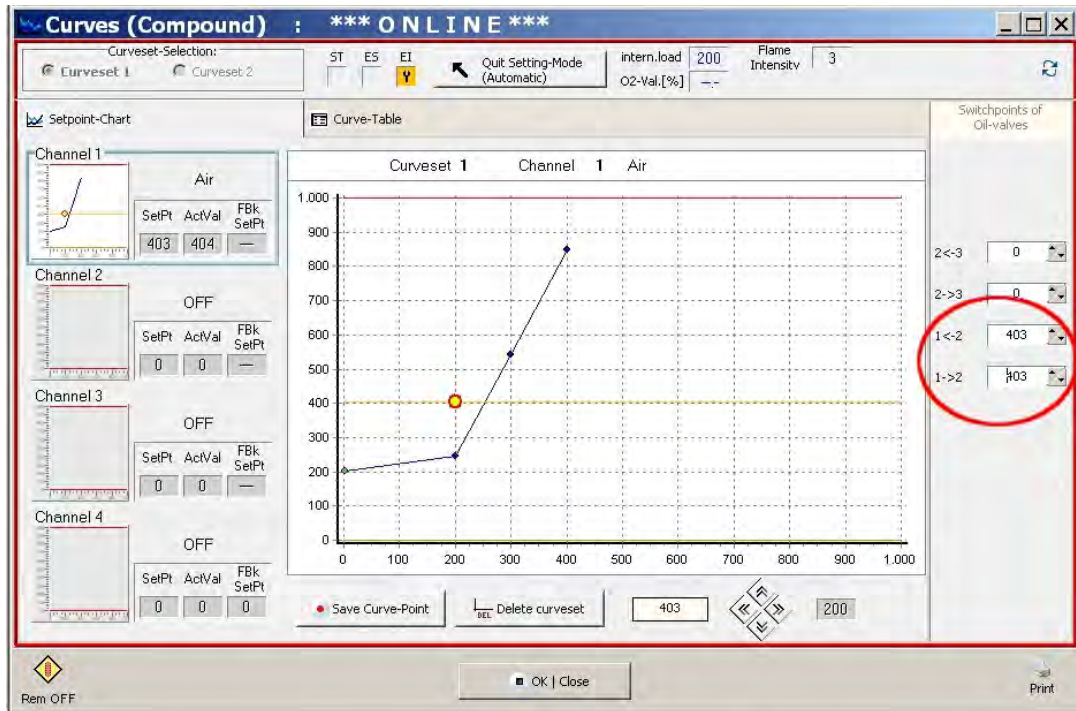 Curves (Compound) : *** O N L I N E ***
Curveset-Selection:
Curveset 1 Curveset 2
ST ES EI
Y
Quit Setting-Mode
(Automatic)
intern.load 200
O2-Val.[%] -.-
Flame
Intensity 3
Setpoint-Chart
Curve-Table
Switchpoints of
Oil-valves
Channel 1
Air
SetPt ActVal FBk
SetPt
403 404 —
Channel 2
OFF
SetPt ActVal FBk
SetPt
0 0 —
Channel 3
OFF
SetPt ActVal FBk
SetPt
0 0 —
Channel 4
OFF
SetPt ActVal FBk
SetPt
0 0 0
Curveset 1 Channel 1 Air
1.000
900
800
700
600
500
400
300
200
100
0
0 100 200 300 400 500 600 700 800 900 1.000
2<-3 0
2->3 0
1<-2 403
1->2 403
Save Curve-Point
DEL Delete curveset
403
200
Rem OFF
OK | Close
Print